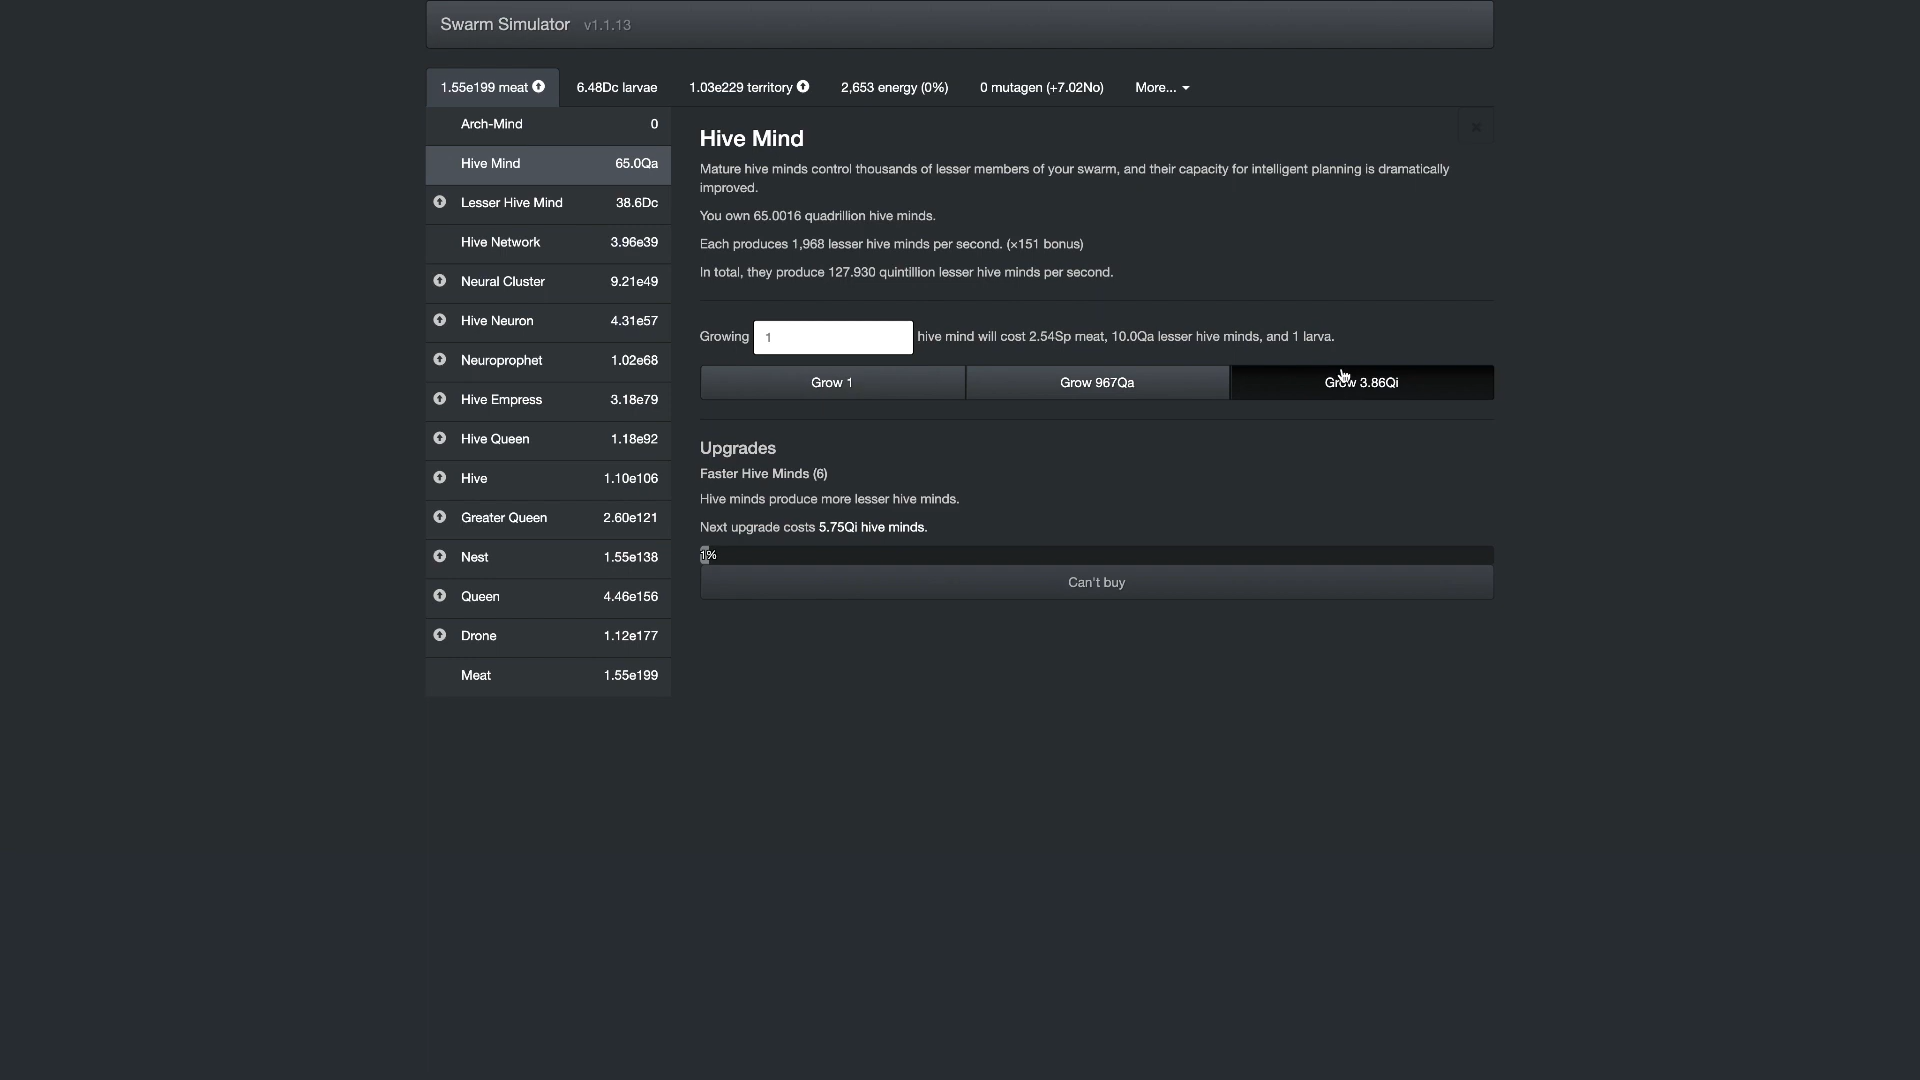 Swarm Simulator v1.1.13
1.55e199 meat 6.48Dc larvae 1.03e229 territory 2,653 energy (0%) 0 mutagen (+7.02No) More...
Arch-Mind 0
Hive Mind 65.0Qa
Lesser Hive Mind 38.6Dc
Hive Network 3.96e39
Neural Cluster 9.21e49
Hive Neuron 4.31e57
Neuroprophet 1.02e68
Hive Empress 3.18e79
Hive Queen 1.18e92
Hive 1.10e106
Greater Queen 2.60e121
Nest 1.55e138
Queen 4.46e156
Drone 1.12e177
Meat 1.55e199
Hive Mind
Mature hive minds control thousands of lesser members of your swarm, and their capacity for intelligent planning is dramatically
improved.
You own 65.0016 quadrillion hive minds.
Each produces 1,968 lesser hive minds per second. (×151 bonus)
In total, they produce 127.930 quintillion lesser hive minds per second.
Growing 1 hive mind will cost 2.54Sp meat, 10.0Qa lesser hive minds, and 1 larva.
Grow 1 Grow 967Qa Grow 3.86Qi
Upgrades
Faster Hive Minds (6)
Hive minds produce more lesser hive minds.
Next upgrade costs 5.75Qi hive minds.
1%
Can't buy